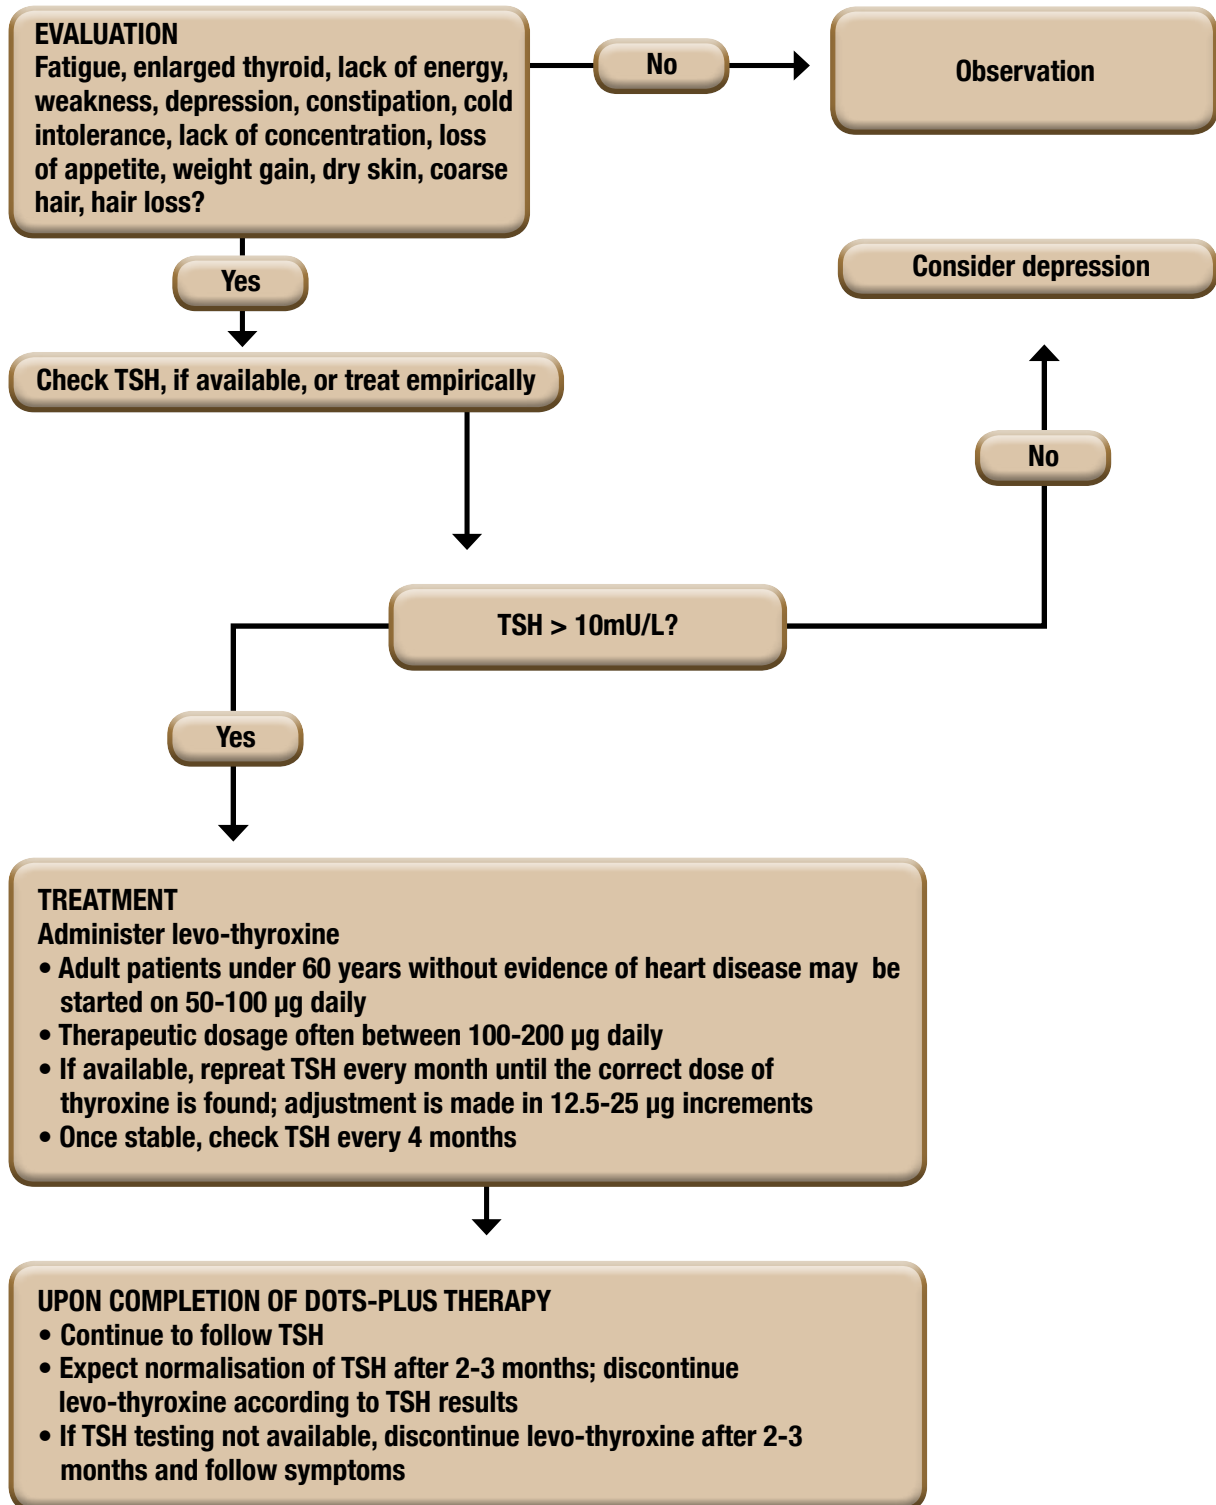 EVALUATION
Fatigue, enlarged thyroid, lack of energy,
weakness, depression, constipation, cold
intolerance, lack of concentration, loss
of appetite, weight gain, dry skin, coarse
hair, hair loss?
No
Observation
Yes
Consider depression
Check TSH, if available, or treat empirically
No
TSH > 10mU/L?
Yes
TREATMENT
Administer levo-thyroxine
• Adult patients under 60 years without evidence of heart disease may be
started on 50-100 µg daily
• Therapeutic dosage often between 100-200 µg daily
• If available, repreat TSH every month until the correct dose of
thyroxine is found; adjustment is made in 12.5-25 µg increments
• Once stable, check TSH every 4 months
UPON COMPLETION OF DOTS-PLUS THERAPY
• Continue to follow TSH
• Expect normalisation of TSH after 2-3 months; discontinue
levo-thyroxine according to TSH results
• If TSH testing not available, discontinue levo-thyroxine after 2-3
months and follow symptoms